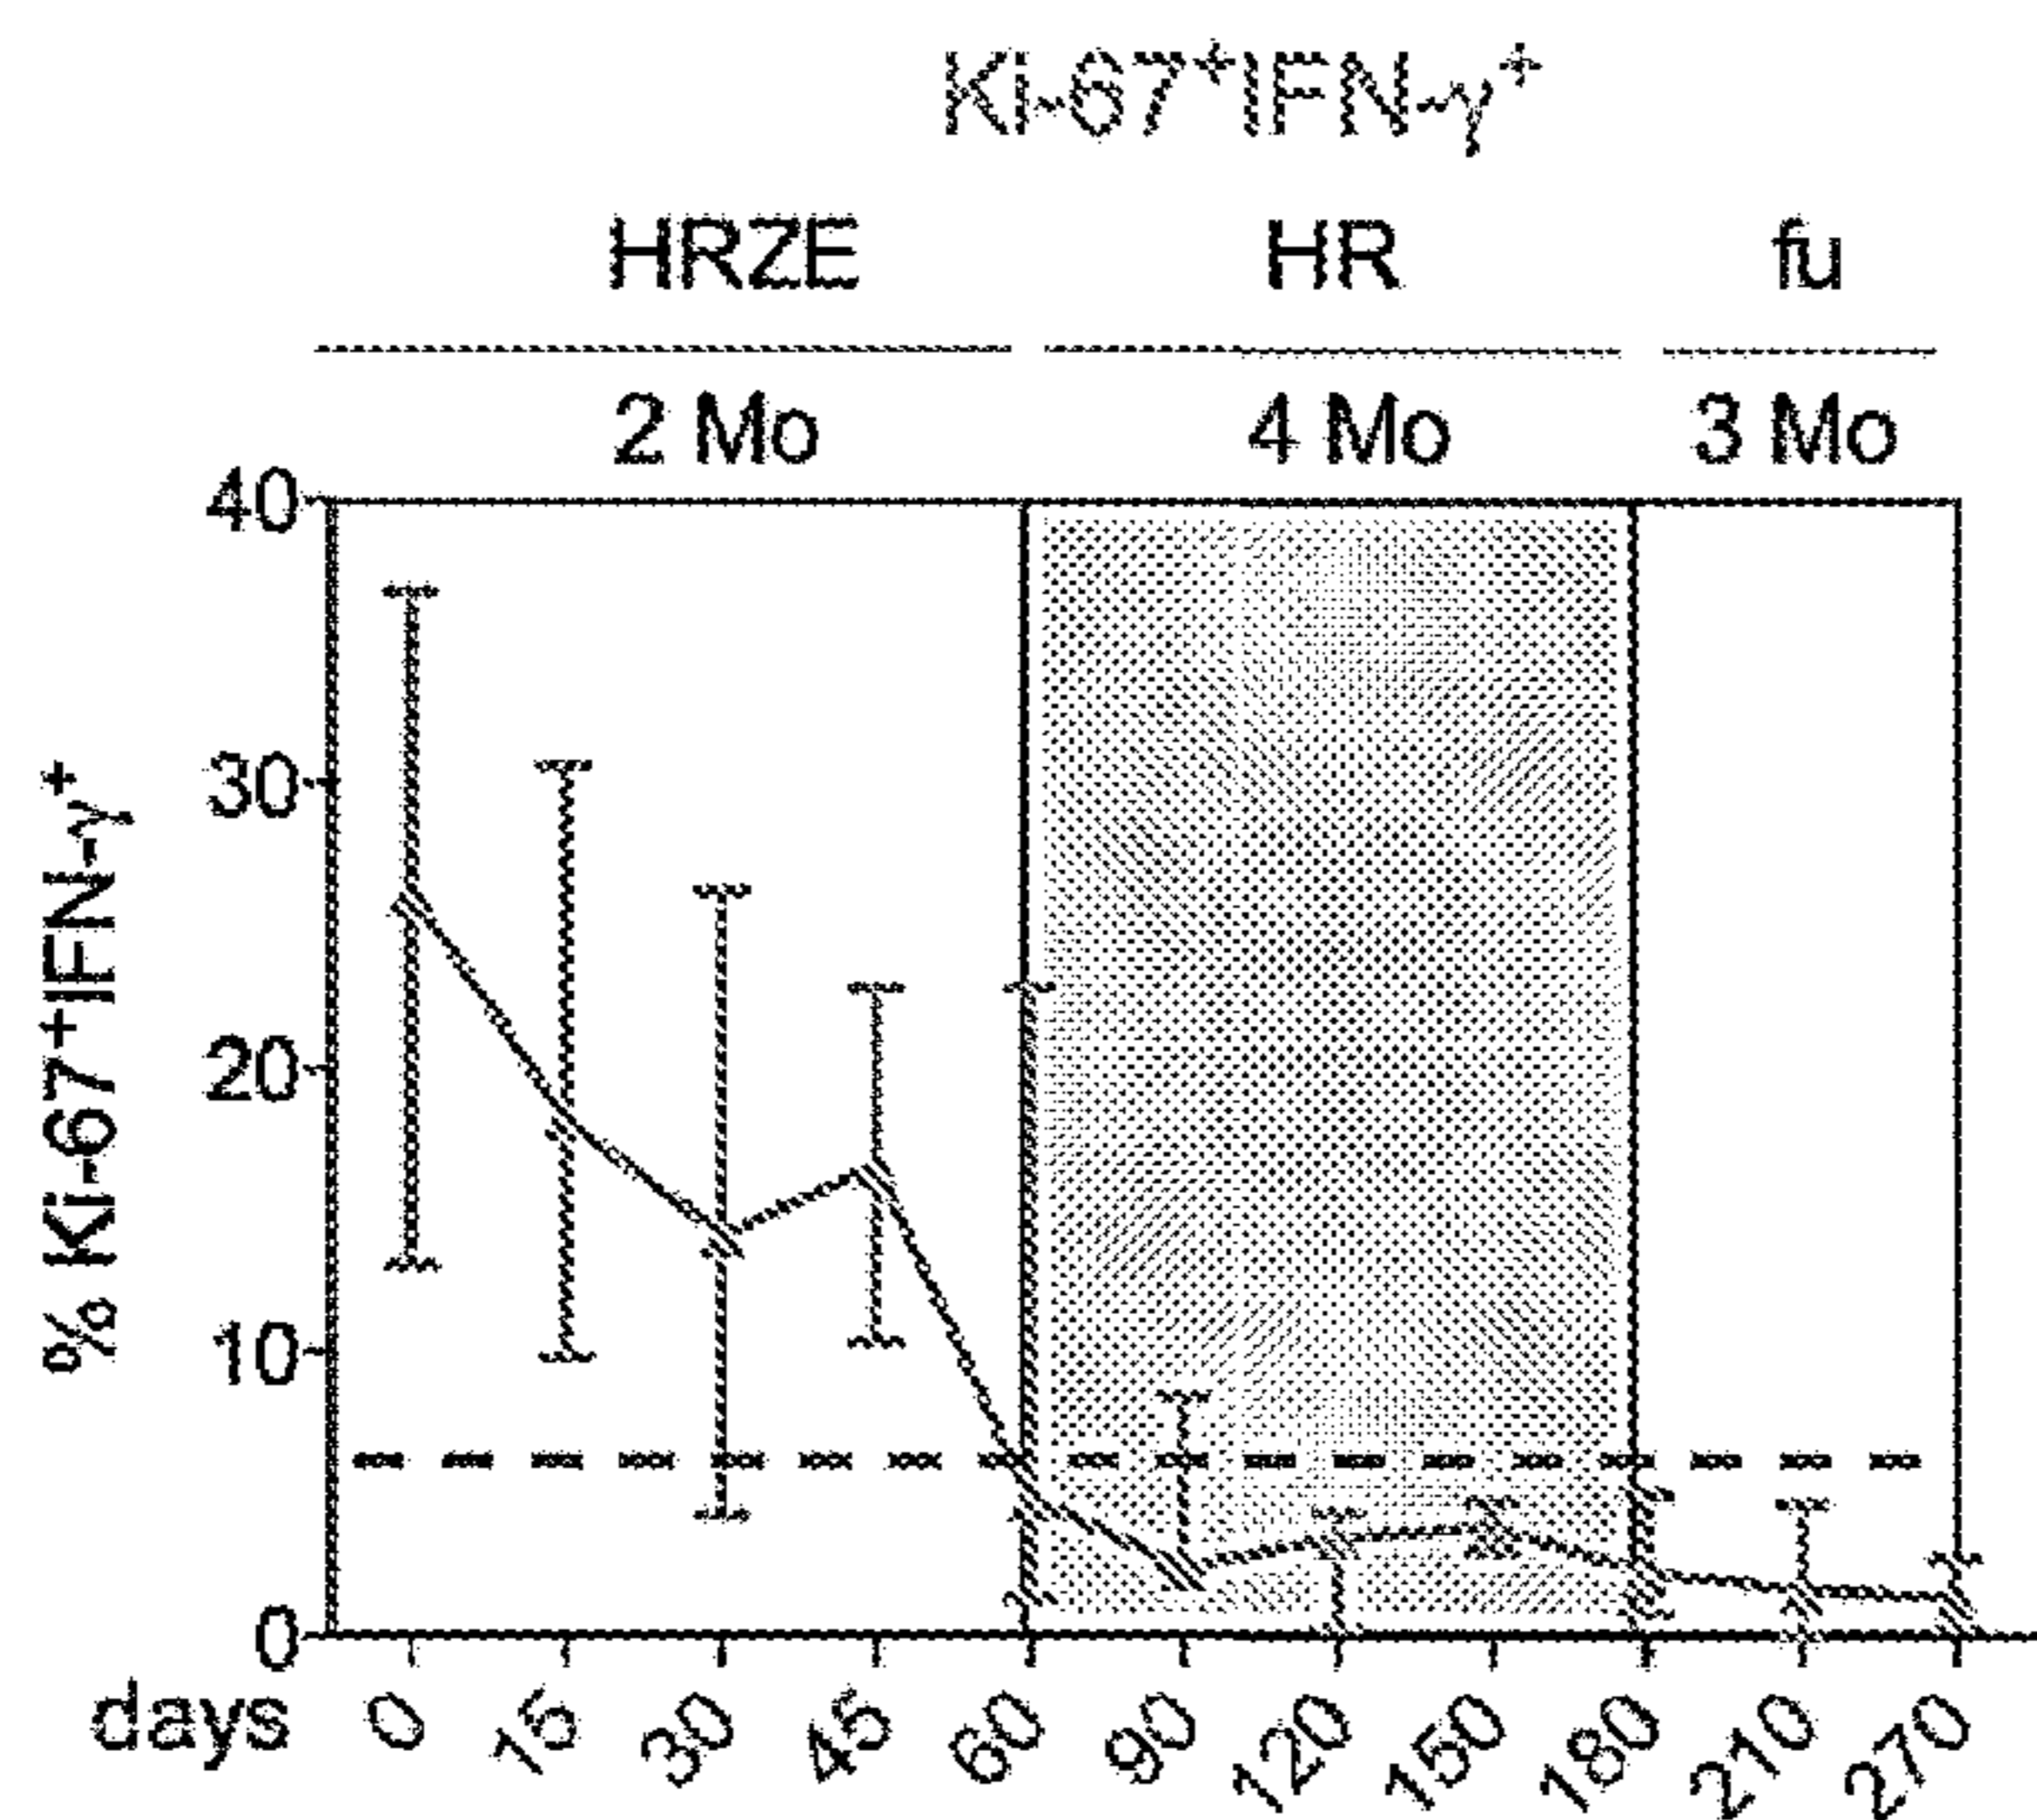 Ki-67⁺IFN-γ⁺
HRZE HR fu
2 Mo 4 Mo 3 Mo
% Ki-67⁺IFN-γ⁺
40
30
20
10
0
days 0 15 30 45 60 90 120 150 180 210 270